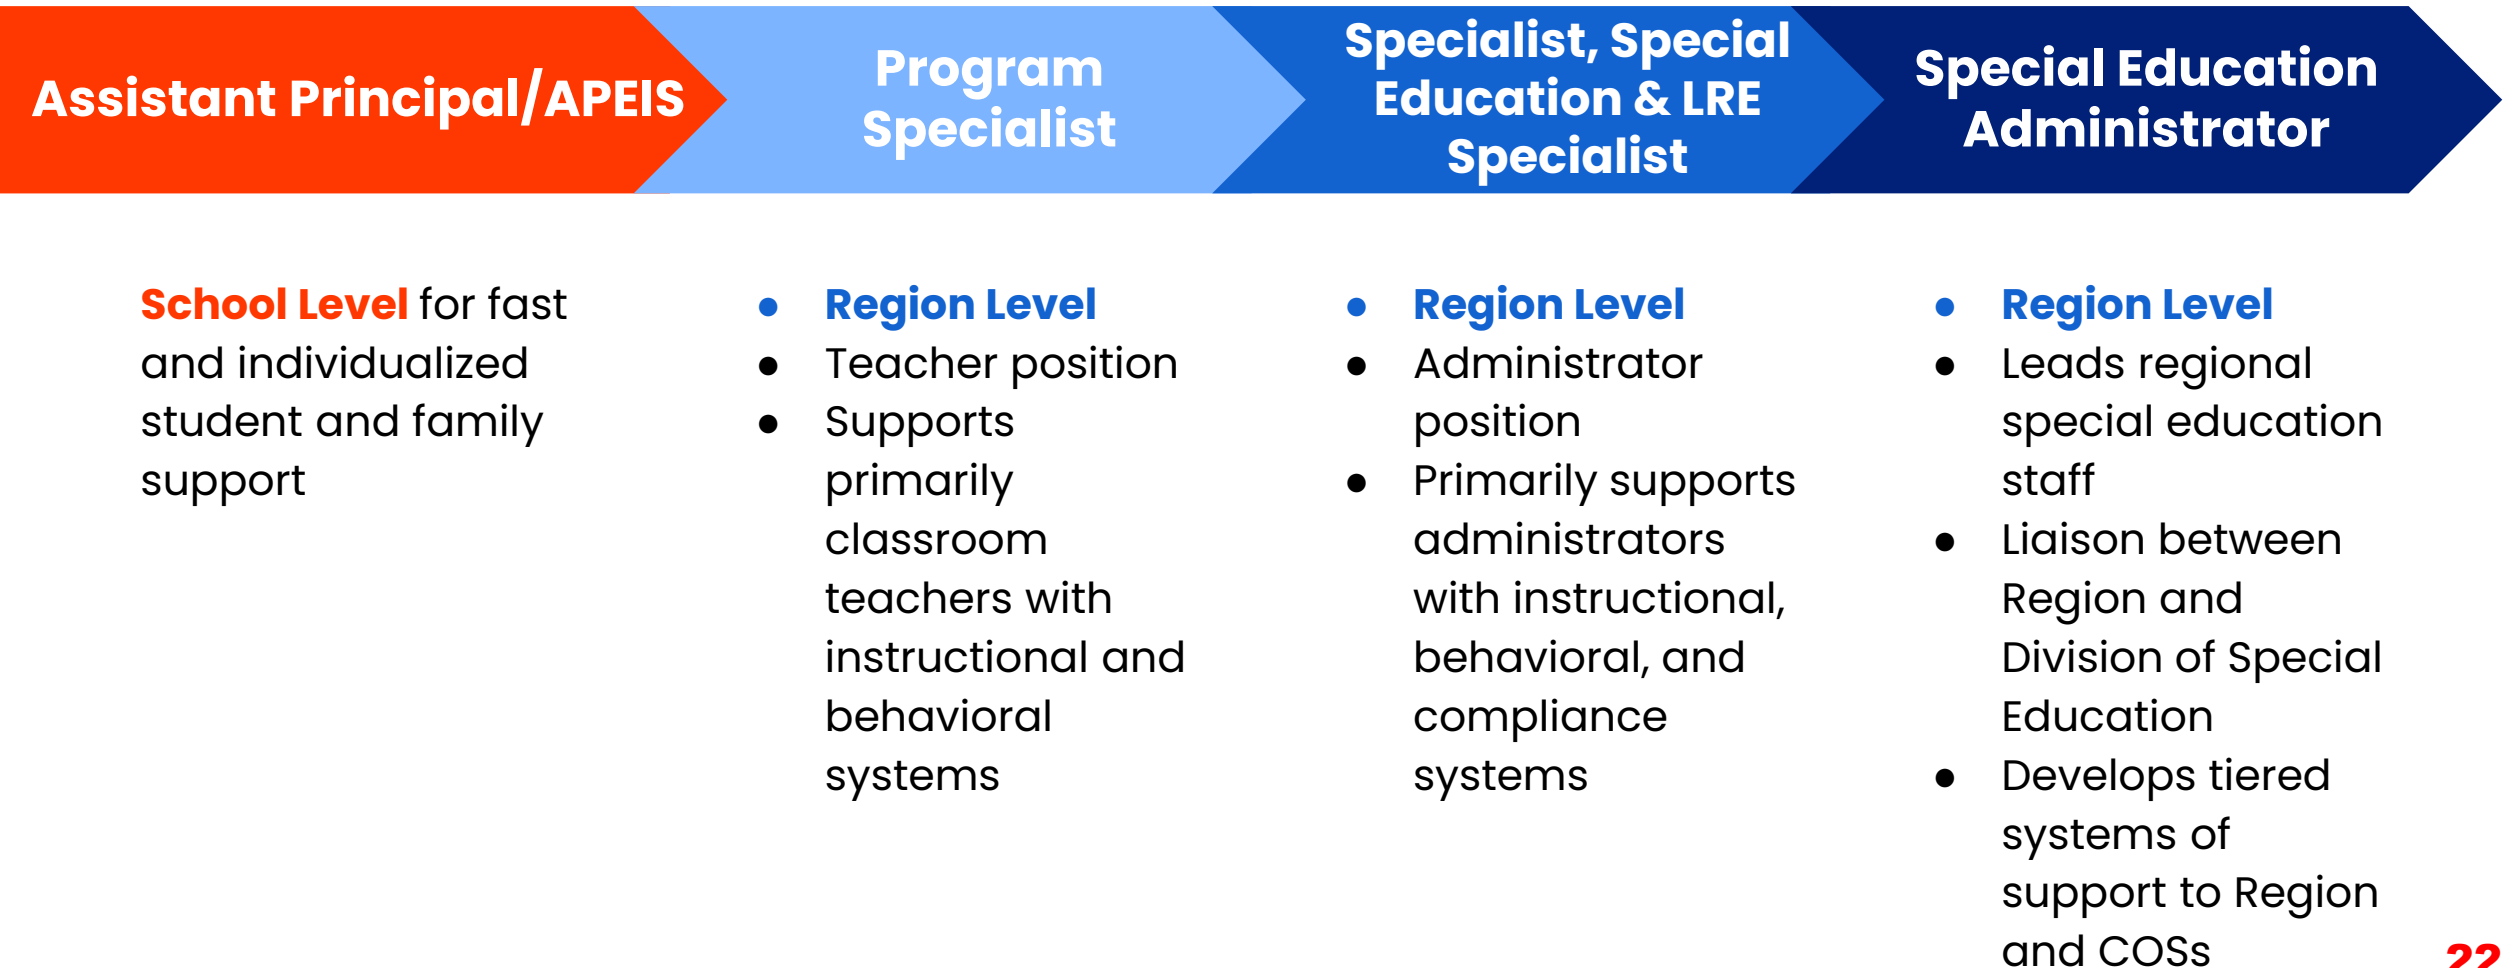 Assistant Principal/APEIS
Program
Specialist
Specialist, Special
Education & LRE
Specialist
Special Education
Administrator
School Level for fast
and individualized
student and family
support
● Region Level
● Teacher position
● Supports
primarily
classroom
teachers with
instructional and
behavioral
systems
● Region Level
● Administrator
position
● Primarily supports
administrators
with instructional,
behavioral, and
compliance
systems
● Region Level
● Leads regional
special education
staff
● Liaison between
Region and
Division of Special
Education
● Develops tiered
systems of
support to Region
and COSs
22